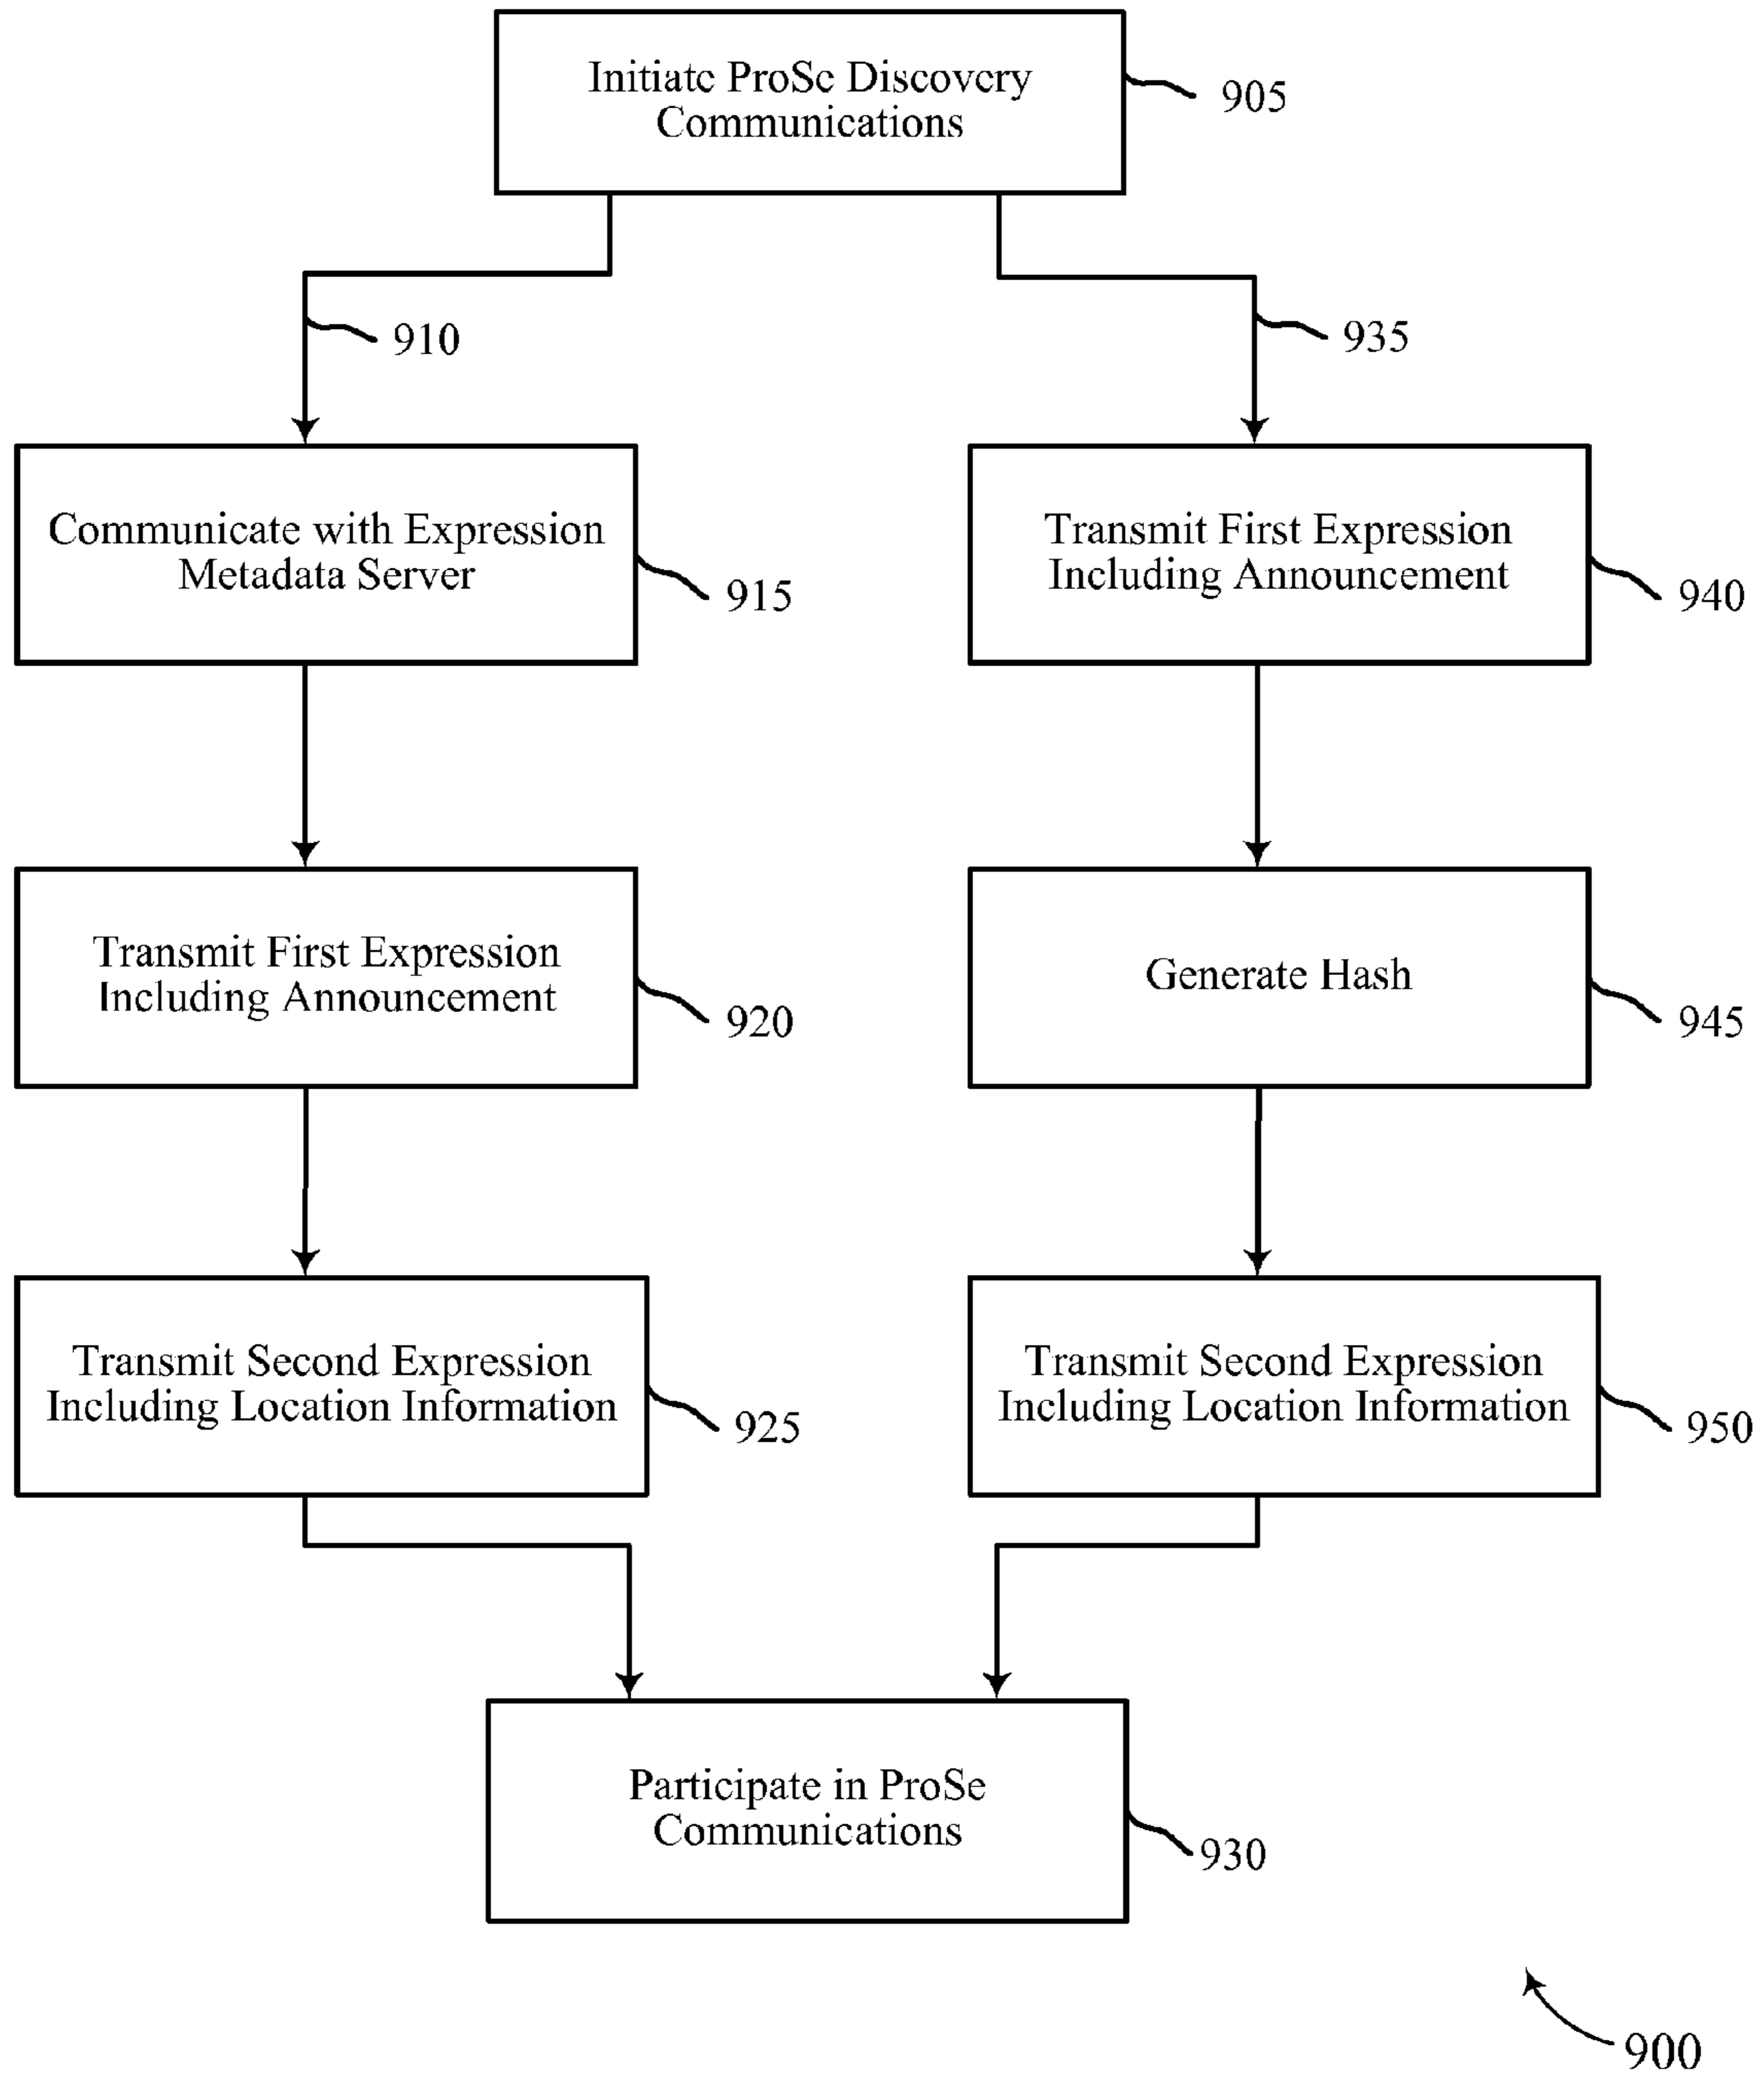 Initiate ProSe Discovery
Communications
905
910
935
Communicate with Expression
Metadata Server
915
Transmit First Expression
Including Announcement
940
Transmit First Expression
Including Announcement
920
Generate Hash
945
Transmit Second Expression
Including Location Information
925
Transmit Second Expression
Including Location Information
950
Participate in ProSe
Communications
930
900